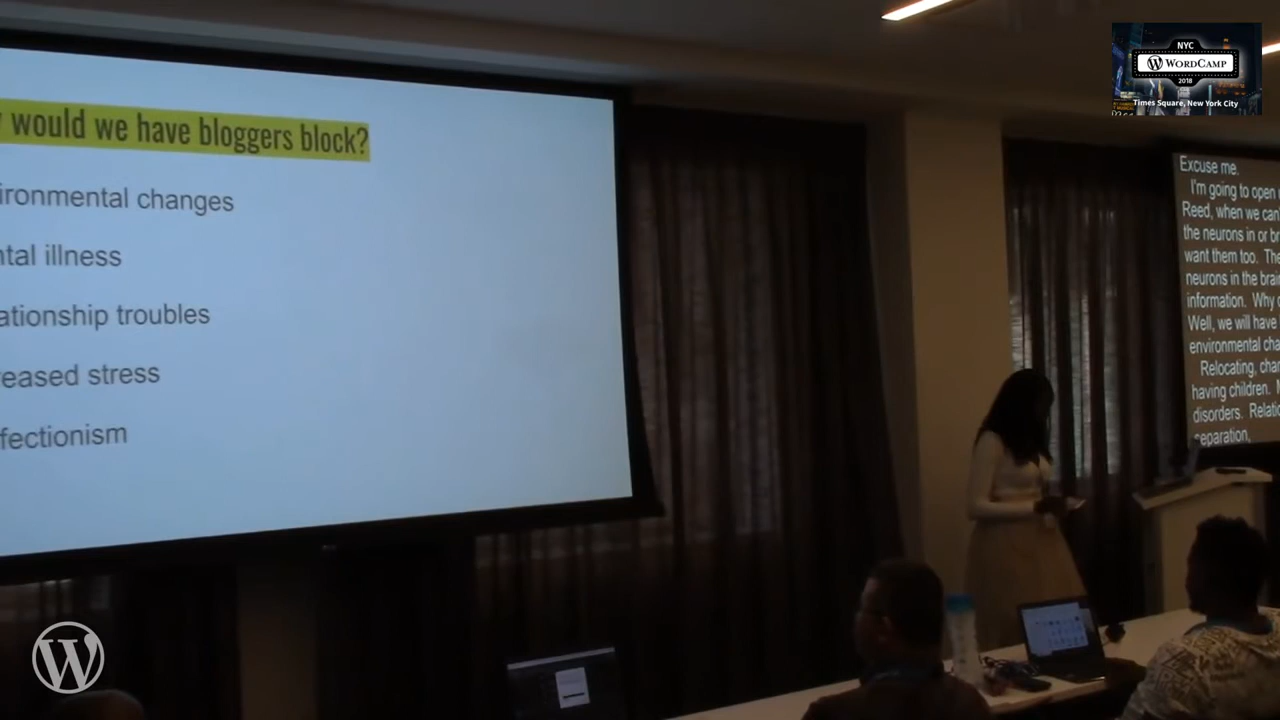 would we have bloggers block?
ironmental changes
ntal illness
ationship troubles
reased stress
fectionism
NYC
WORDCAMP
2018
Times Square, New York City
Excuse me.
I'm going to open
Reed, when we can
the neurons in or br
want them too. The
neurons in the brai
information. Why
Well, we will have
environmental cha
Relocating, chan
having children.
disorders. Relatio
separation,